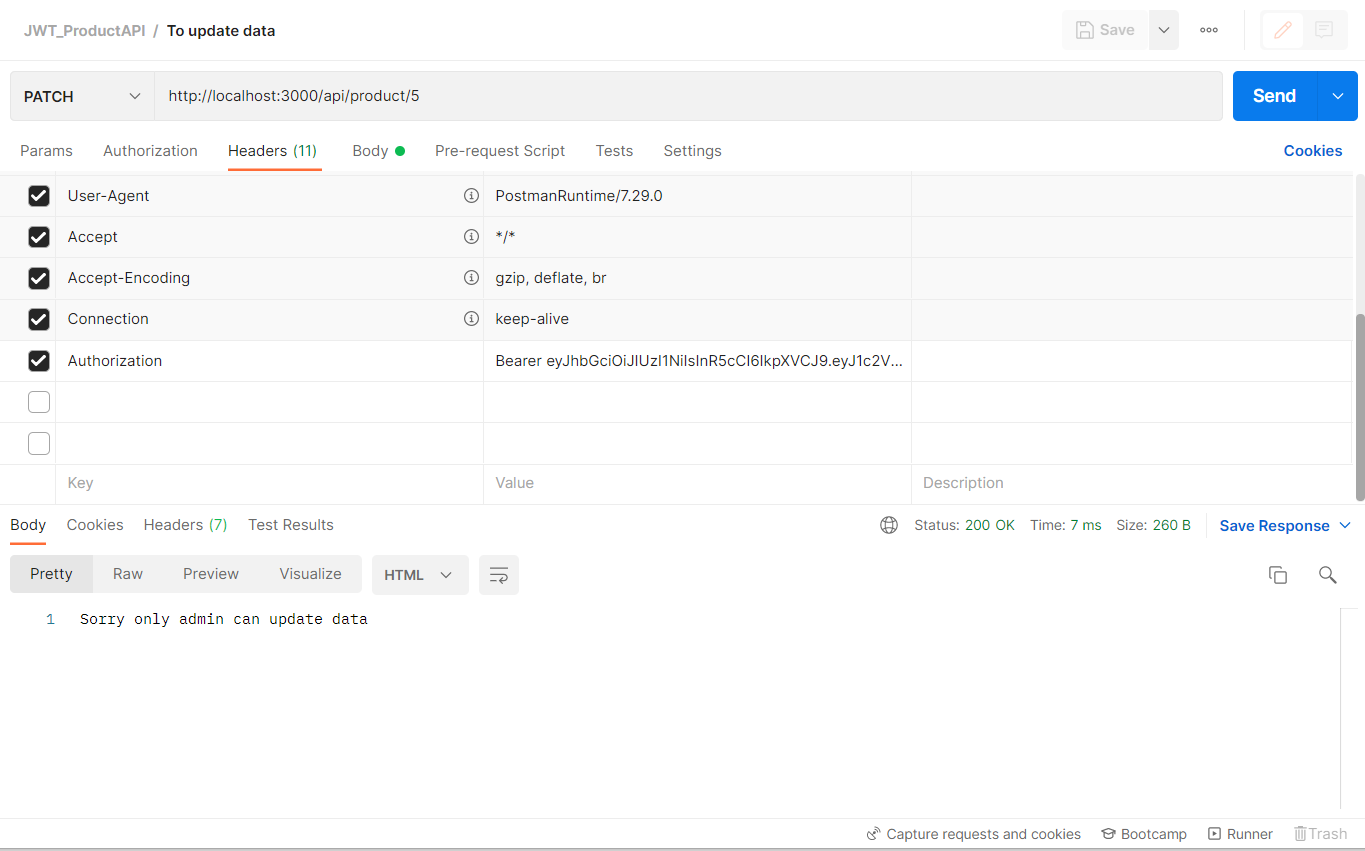 JWT_ProductAPI / To update data
Save
PATCH http://localhost:3000/api/product/5 Send
Params Authorization Headers (11) Body Pre-request Script Tests Settings Cookies
User-Agent PostmanRuntime/7.29.0
Accept */*
Accept-Encoding gzip, deflate, br
Connection keep-alive
Authorization Bearer eyJhbGciOiJIUzI1NiIsInR5cCI6IkpXVCJ9.eyJ1c2V...
Key Value Description
Body Cookies Headers (7) Test Results Status: 200 OK Time: 7 ms Size: 260 B Save Response
Pretty Raw Preview Visualize HTML
1 Sorry only admin can update data
Capture requests and cookies Bootcamp Runner Trash